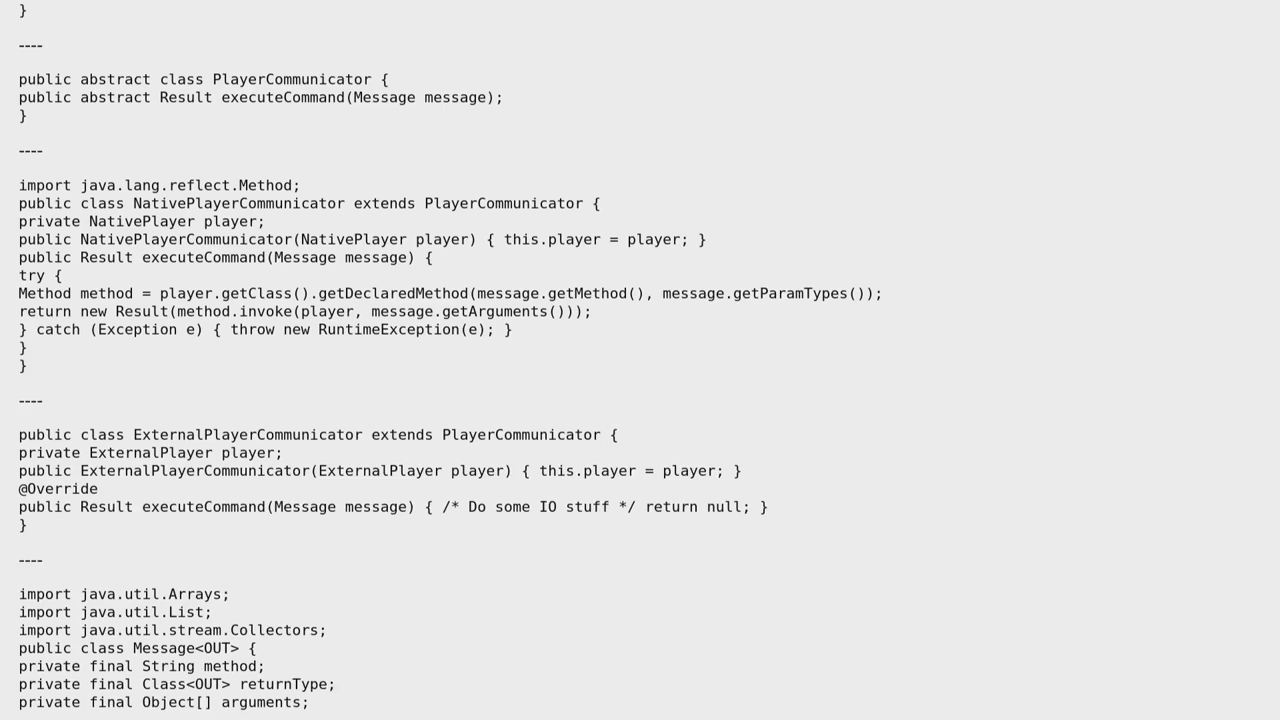 }
----
public abstract class PlayerCommunicator {
public abstract Result executeCommand(Message message);
}
----
import java.lang.reflect.Method;
public class NativePlayerCommunicator extends PlayerCommunicator {
private NativePlayer player;
public NativePlayerCommunicator(NativePlayer player) { this.player = player; }
public Result executeCommand(Message message) {
try {
Method method = player.getClass().getDeclaredMethod(message.getMethod(), message.getParamTypes());
return new Result(method.invoke(player, message.getArguments()));
} catch (Exception e) { throw new RuntimeException(e); }
}
}
----
public class ExternalPlayerCommunicator extends PlayerCommunicator {
private ExternalPlayer player;
public ExternalPlayerCommunicator(ExternalPlayer player) { this.player = player; }
@Override
public Result executeCommand(Message message) { /* Do some IO stuff */ return null; }
}
----
import java.util.Arrays;
import java.util.List;
import java.util.stream.Collectors;
public class Message<OUT> {
private final String method;
private final Class<OUT> returnType;
private final Object[] arguments;